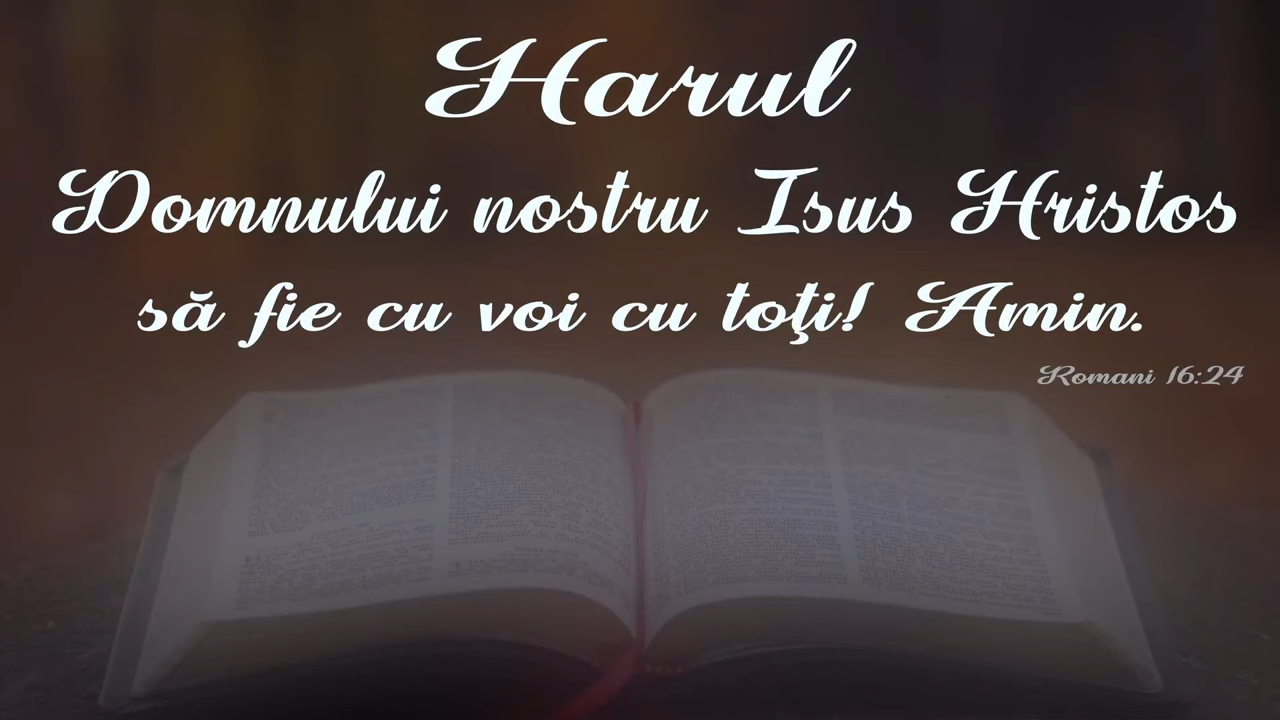 Harul
Domnului nostru Isus Hristos
să fie cu voi cu toţi! Amin.
Romani 16:24